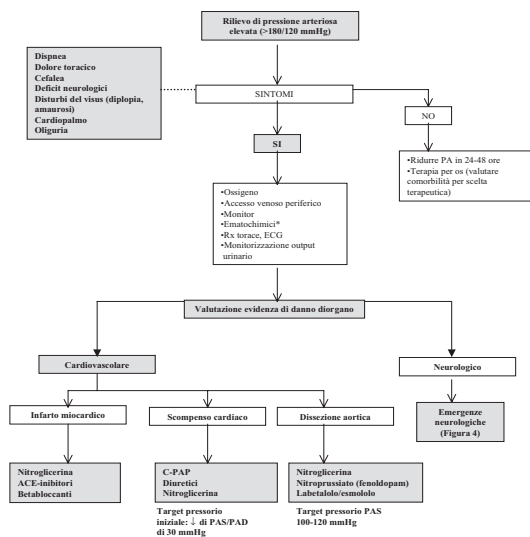 Rilievo di pressione arteriosa
elevata (>180/120 mmHg)
Dispnea
Dolore toracico
Cefalea
Deficit neurologici
Disturbi del visus (diplopia,
amaurosi)
Cardiopalmo
Oliguria
SINTOMI
NO
SI
•Ridurre PA in 24-48 ore
•Terapia per os (valutare
comorbilità per scelta
terapeutica)
•Ossigeno
•Accesso venoso periferico
•Monitor
•Ematochimici*
•Rx torace, ECG
•Monitorizzazione output
urinario
Valutazione evidenza di danno diorgano
Cardiovascolare
Neurologico
Infarto miocardico
Scompenso cardiaco
Dissezione aortica
Emergenze
neurologiche
(Figura 4)
Nitroglicerina
ACE-inibitori
Betabloccanti
C-PAP
Diuretici
Nitroglicerina
Nitroglicerina
Nitroprussiato (fenoldopam)
Labetalolo/esmololo
Target pressorio
iniziale: ↓ di PAS/PAD
di 30 mmHg
Target pressorio PAS
100-120 mmHg